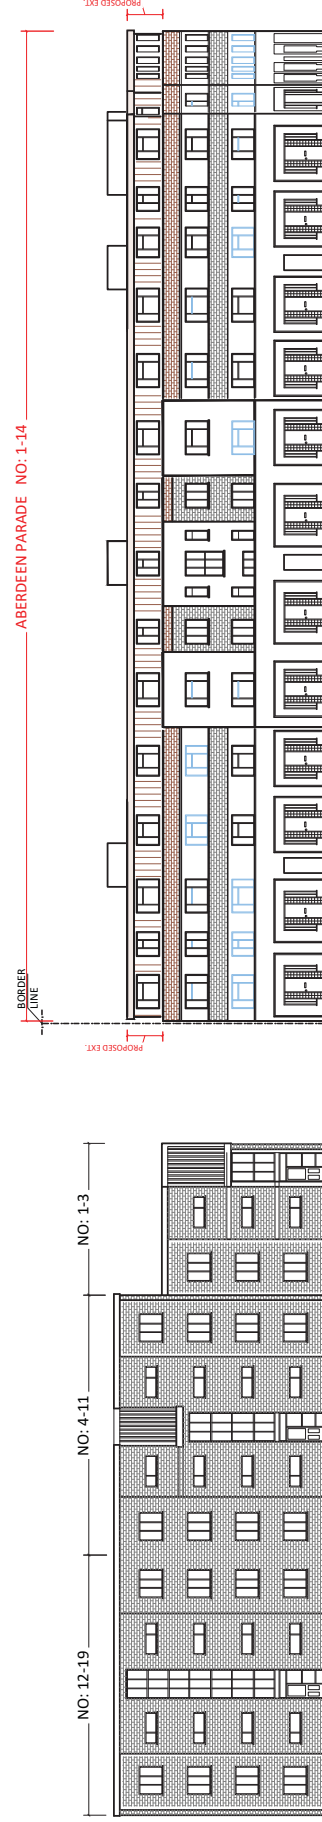 PROPOSED EXT.
ABERDEEN PARADE NO: 1-14
BORDER
LINE
PROPOSED EXT.
NO: 1-3
NO: 4-11
NO: 12-19